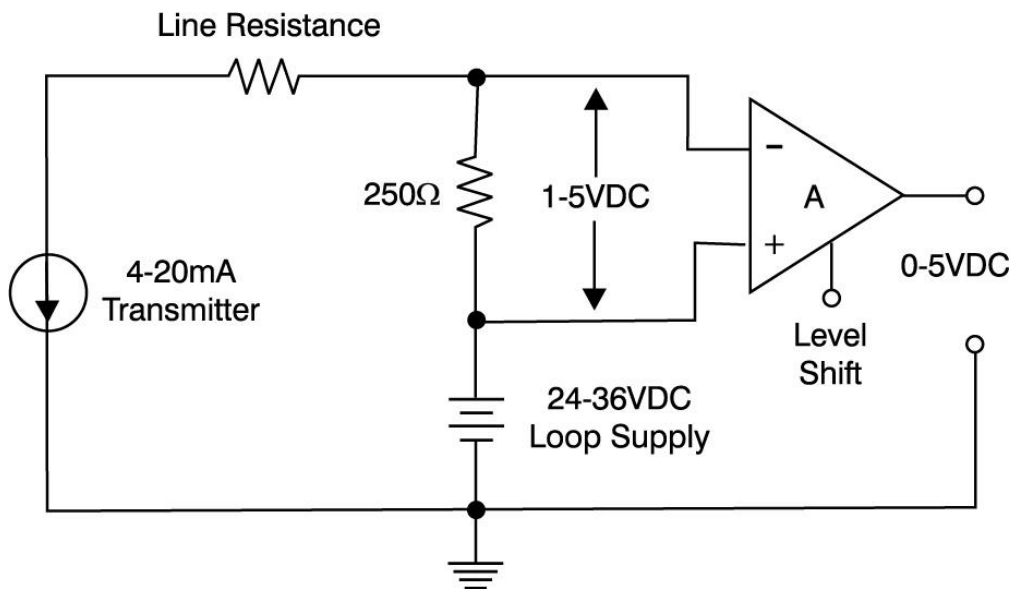 Line Resistance
250Ω
1-5VDC
−
A
+
4-20mA
Transmitter
0-5VDC
Level
Shift
24-36VDC
Loop Supply